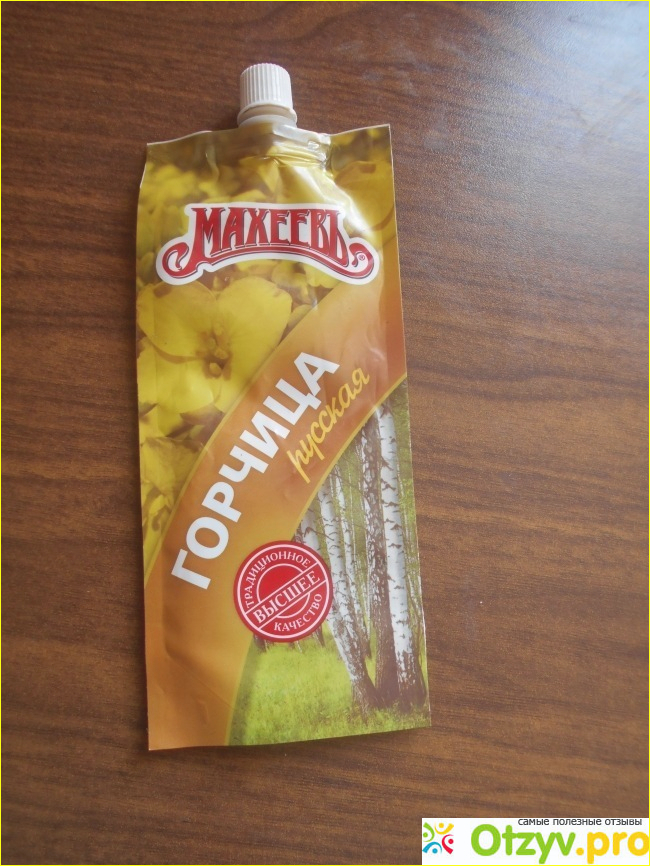 МАХЕЕВЪ
ГОРЧИЦА
русская
ТРАДИЦИОННОЕ
ВЫСШЕЕ
КАЧЕСТВО
самые полезные отзывы
Otzyv.pro